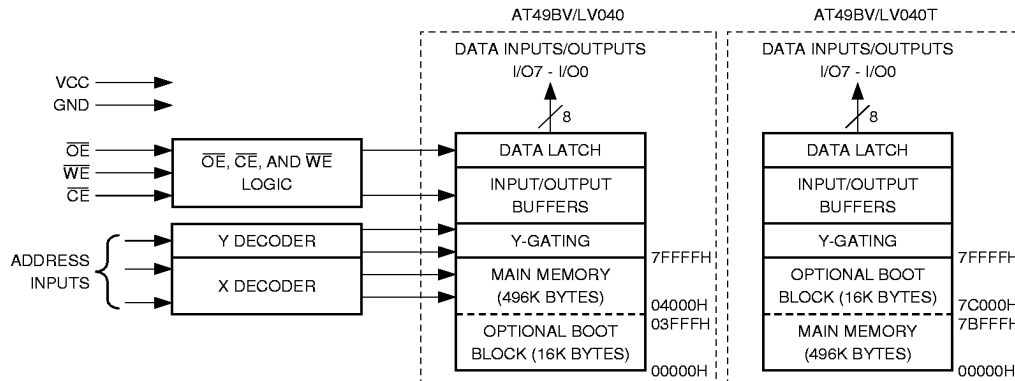 AT49BV/LV040
AT49BV/LV040T
DATA INPUTS/OUTPUTS
I/O7 - I/O0
DATA INPUTS/OUTPUTS
I/O7 - I/O0
VCC
GND
8
8
OE
WE
CE
OE, CE, AND WE
LOGIC
DATA LATCH
INPUT/OUTPUT
BUFFERS
Y-GATING
DATA LATCH
INPUT/OUTPUT
BUFFERS
Y-GATING
ADDRESS
INPUTS
Y DECODER
X DECODER
7FFFFH
MAIN MEMORY
(496K BYTES)
04000H
03FFFH
OPTIONAL BOOT
BLOCK (16K BYTES)
00000H
7FFFFH
OPTIONAL BOOT
BLOCK (16K BYTES)
7C000H
7BFFFH
MAIN MEMORY
(496K BYTES)
00000H